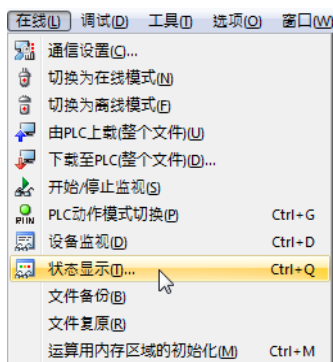 在线(L) 调试(D) 工具(T) 选项(O) 窗口(W
通信设置(C)...
切换为在线模式(N)
切换为离线模式(F)
由PLC上载(整个文件)(U)
下载至PLC(整个文件)(D)...
开始/停止监视(S)
RUN PLC动作模式切换(P) Ctrl+G
设备监视(D) Ctrl+D
状态显示(T)... Ctrl+Q
文件备份(B)
文件复原(R)
运算用内存区域的初始化(M) Ctrl+M